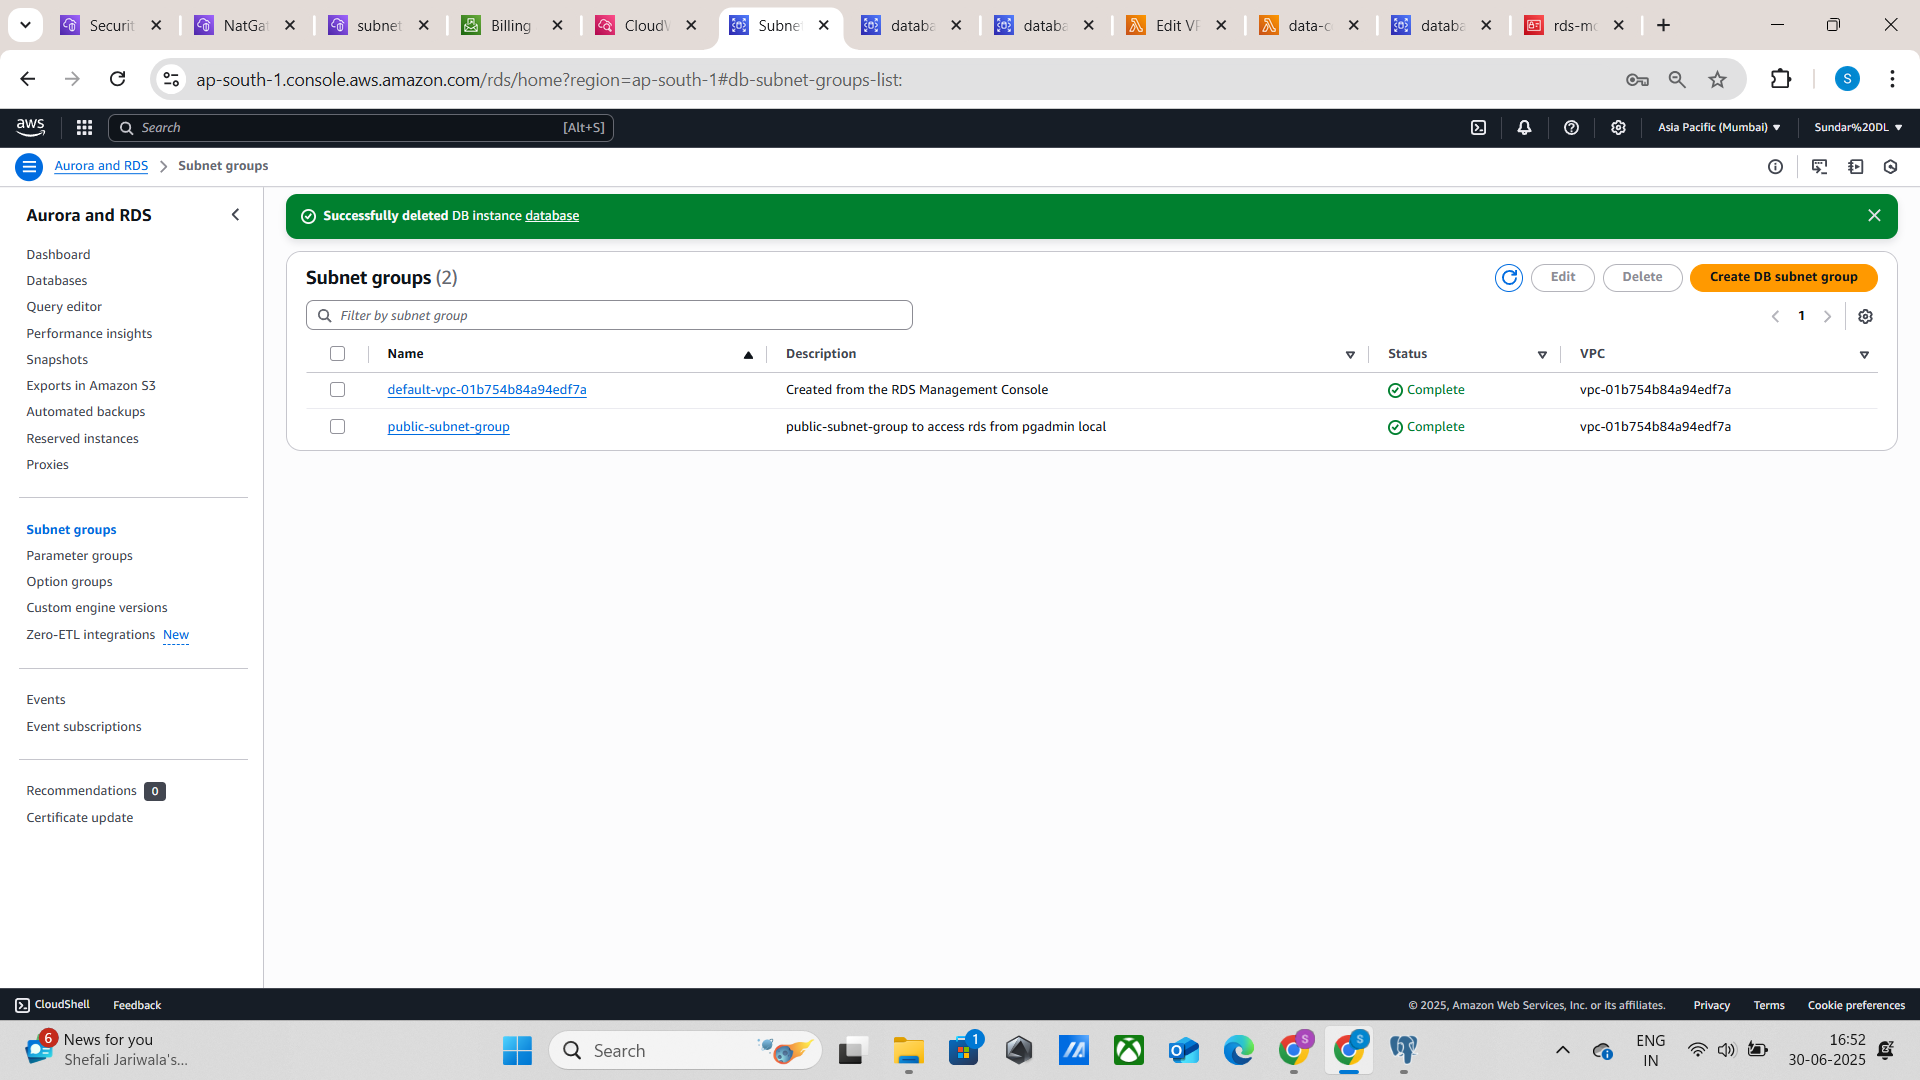 Securit
NatGa
subnet
Billing
CloudV
Subne
databa
databa
Edit VP
data-c
databa
rds-mo
ap-south-1.console.aws.amazon.com/rds/home?region=ap-south-1#db-subnet-groups-list:
S
aws
Search
[Alt+S]
Asia Pacific (Mumbai)
Sundar%20DL
Aurora and RDS
Subnet groups
Aurora and RDS
Dashboard
Databases
Query editor
Performance insights
Snapshots
Exports in Amazon S3
Automated backups
Reserved instances
Proxies
Subnet groups
Parameter groups
Option groups
Custom engine versions
Zero-ETL integrations New
Events
Event subscriptions
Recommendations 0
Certificate update
Successfully deleted DB instance database
Subnet groups (2)
Edit
Delete
Create DB subnet group
Filter by subnet group
1
Name Description Status VPC
default-vpc-01b754b84a94edf7a Created from the RDS Management Console Complete vpc-01b754b84a94edf7a
public-subnet-group public-subnet-group to access rds from pgadmin local Complete vpc-01b754b84a94edf7a
CloudShell
Feedback
© 2025, Amazon Web Services, Inc. or its affiliates.
Privacy
Terms
Cookie preferences
6
News for you
Shefali Jariwala's...
Search
1
S
S
ENG
IN
16:52
30-06-2025